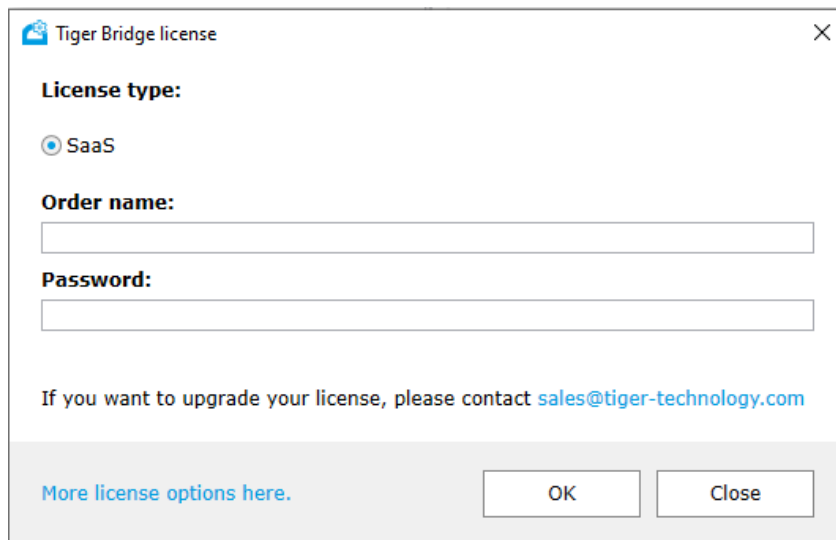 Tiger Bridge license
License type:
SaaS
Order name:
Password:
If you want to upgrade your license, please contact sales@tiger-technology.com
More license options here.
OK
Close